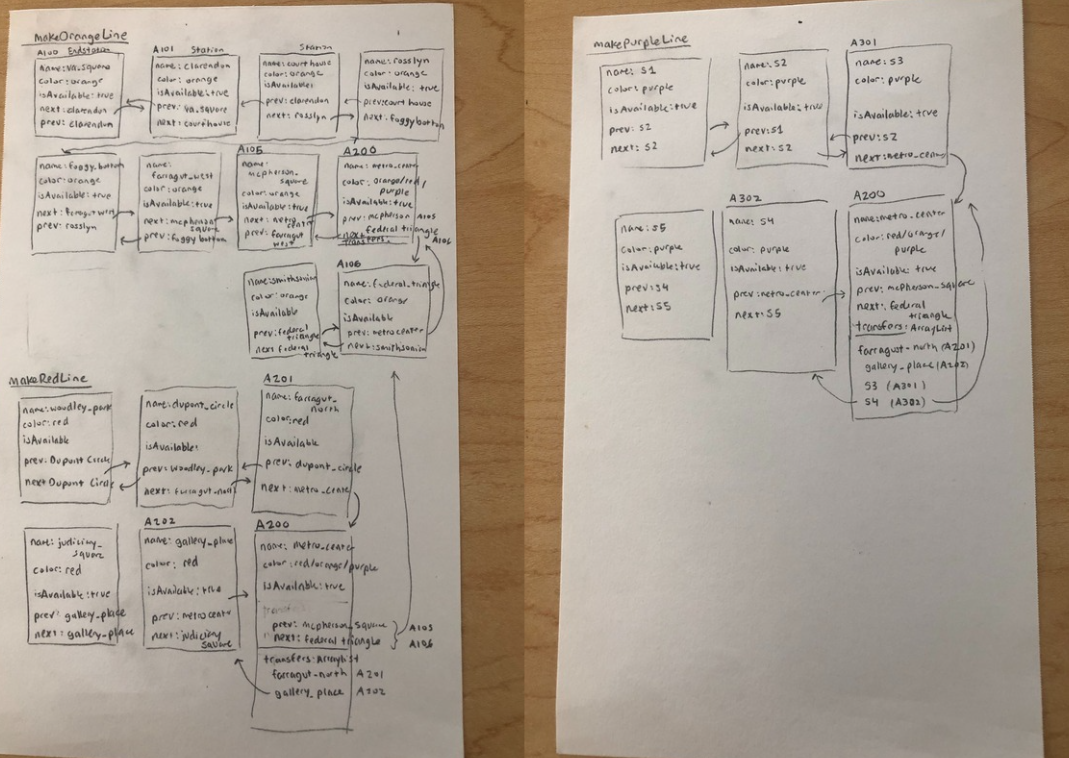 makeOrangeLine
A100 Endstation
name: va.square
color: orange
isAvailable: true
next: clarendon
prev: clarendon
A101 Station
name: clarendon
color: orange
isAvailable: true
prev: va.square
next: courthouse
Station
name: courthouse
color: orange
isAvailable:
prev: clarendon
next: rosslyn
name: rosslyn
color: orange
isAvailable: true
prev: court house
next: foggy button
name: foggy.button
color: orange
isAvailable: true
next: farragut west
prev: rosslyn
name:
farragut_west
color: orange
isAvailable: true
next: mcpherson
square
prev: foggy bottom
A105
name:
mcpherson_
square
color: orange
isAvailable: true
next: metro
center
prev: farragut
west
A200
name: metro_center
color: orange/red/
purple
isAvailable: true
prev: mcpherson A105
next: federal triangle
A106
transfers:
name: smithsonian
color: orange
isAvailable
prev: federal
triangle
next federal
triangle
A106
name: federal_triangle
color: orange
isAvailable
prev: metrocenter
next: smithsonian
makeRedLine
name: woodley_park
color: red
isAvailable
prev: Dupont Circle
next: Dupont Circle
name: dupont_circle
color: red
isAvailable:
prev: woodley_park
next: farragut_north
A201
name: farragut_
north
color: red
isAvailable
prev: dupont_circle
next: metro_center
name: judiciary_
square
color: red
isAvailable: true
prev: gallery_place
next: gallery_place
A202
name: gallery_place
color: red
isAvailable: true
prev: metro center
next: judiciary
square
A200
name: metro_center
color: red/orange/purple
isAvailable: true
prev: mcpherson_square A105
next: federal triangle A106
transfers: Arraylist
farragut-north A201
gallery_place A202
makePurpleLine
name: S1
color: purple
isAvailable: true
prev: S2
next: S2
name: S2
color: purple
isAvailable: true
prev: S1
next: S2
A301
name: S3
color: purple
isAvailable: true
prev: S2
next: metro_center
name: S5
color: purple
isAvailable: true
prev: S4
next: S5
A302
name: S4
color: purple
isAvailable: true
prev: metro_center
next: S5
A200
name: metro_center
color: red/orange/
purple
isAvailable: true
prev: mcpherson_square
next: federal
triangle
transfers: ArrayList
farragut-north (A201)
gallery_place (A202)
S3 (A301)
S4 (A302)